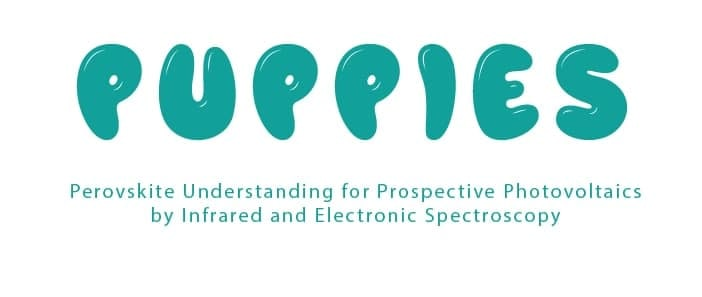 PUPPIES
Perovskite Understanding for Prospective Photovoltaics
by Infrared and Electronic Spectroscopy